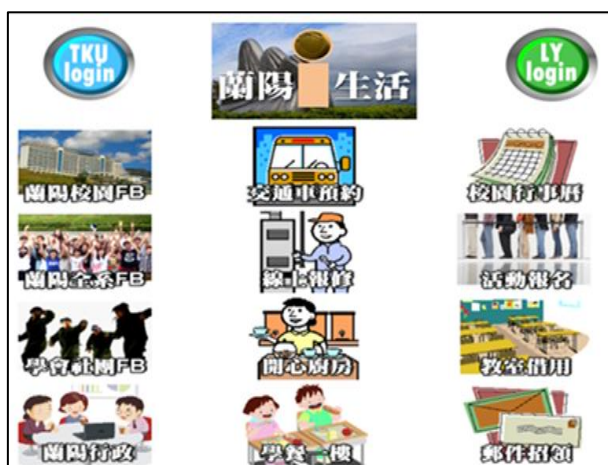 TKU
login
蘭陽i生活
LY
login
蘭陽校園FB
交通車預約
校園行事曆
蘭陽全系FB
線上報修
活動報名
學會社團FB
開心廚房
教室借用
蘭陽行政
學餐一樓
郵件招領